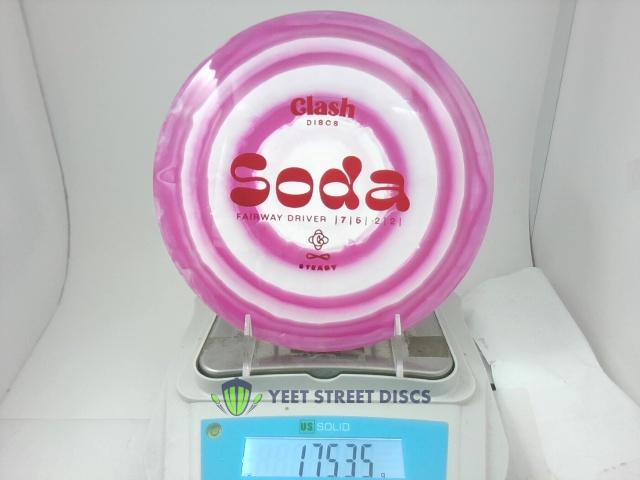 Clash
DISCS
Soda
FAIRWAY DRIVER |7|5|-2|2|
STEADY
YEET STREET DISCS
US SOLID
175.35 g